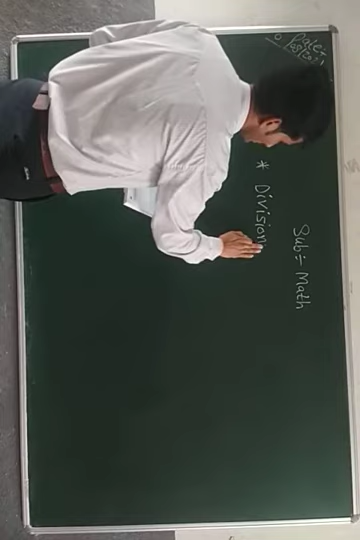 Date:-
Sub:- Math
* Division